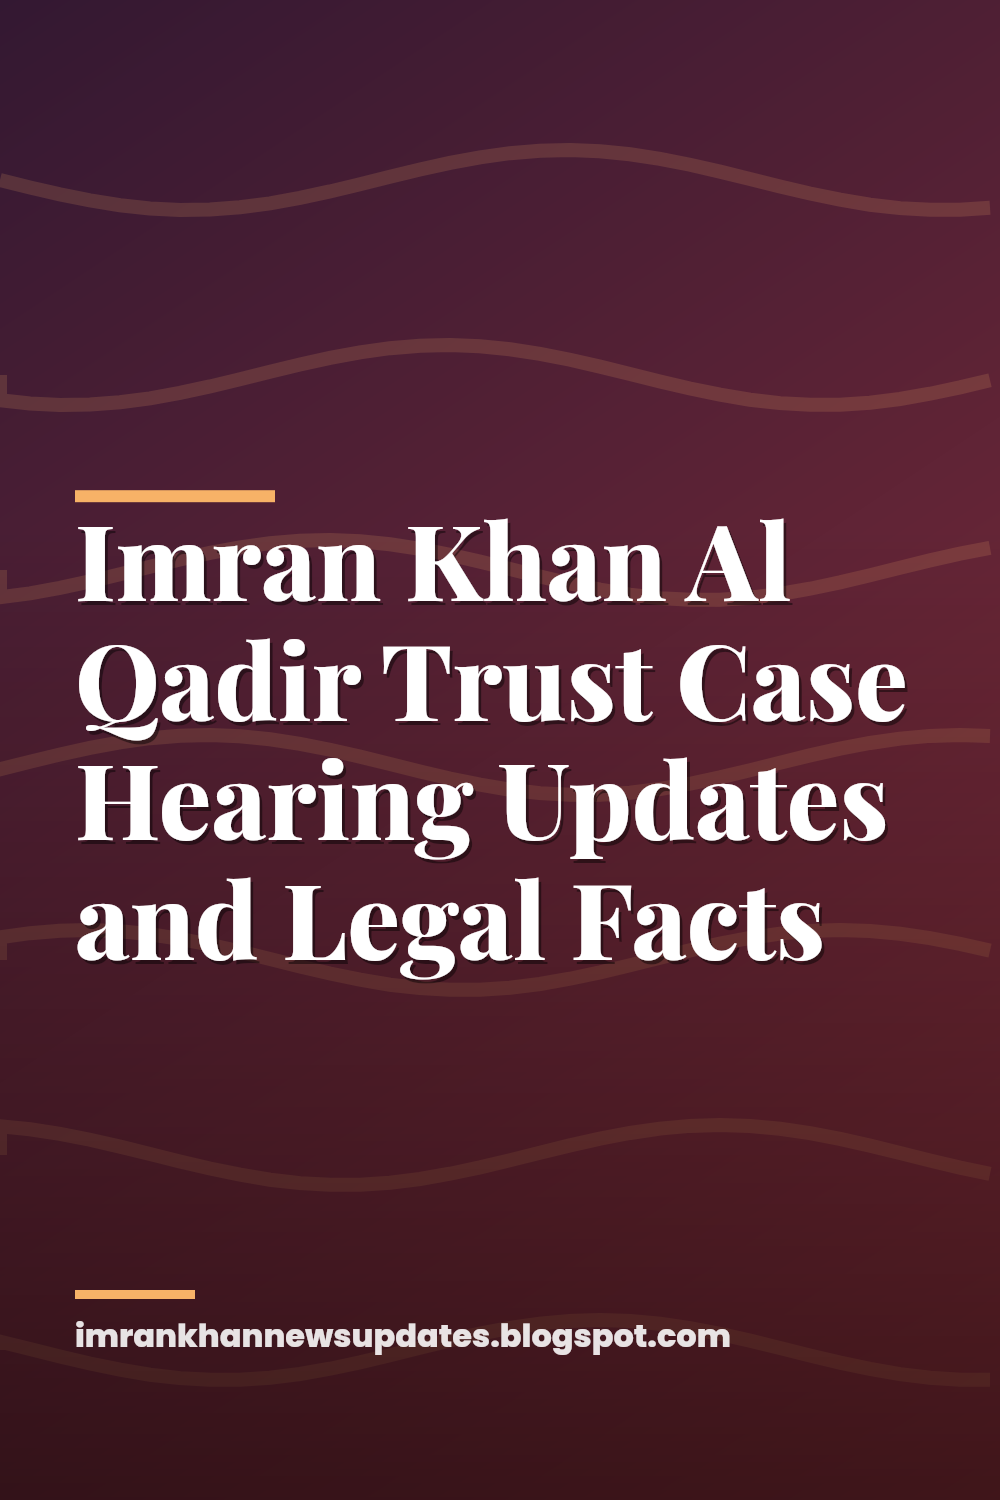 Imran Khan Al
Qadir Trust Case
Hearing Updates
and Legal Facts
imrankhannewsupdates.blogspot.com